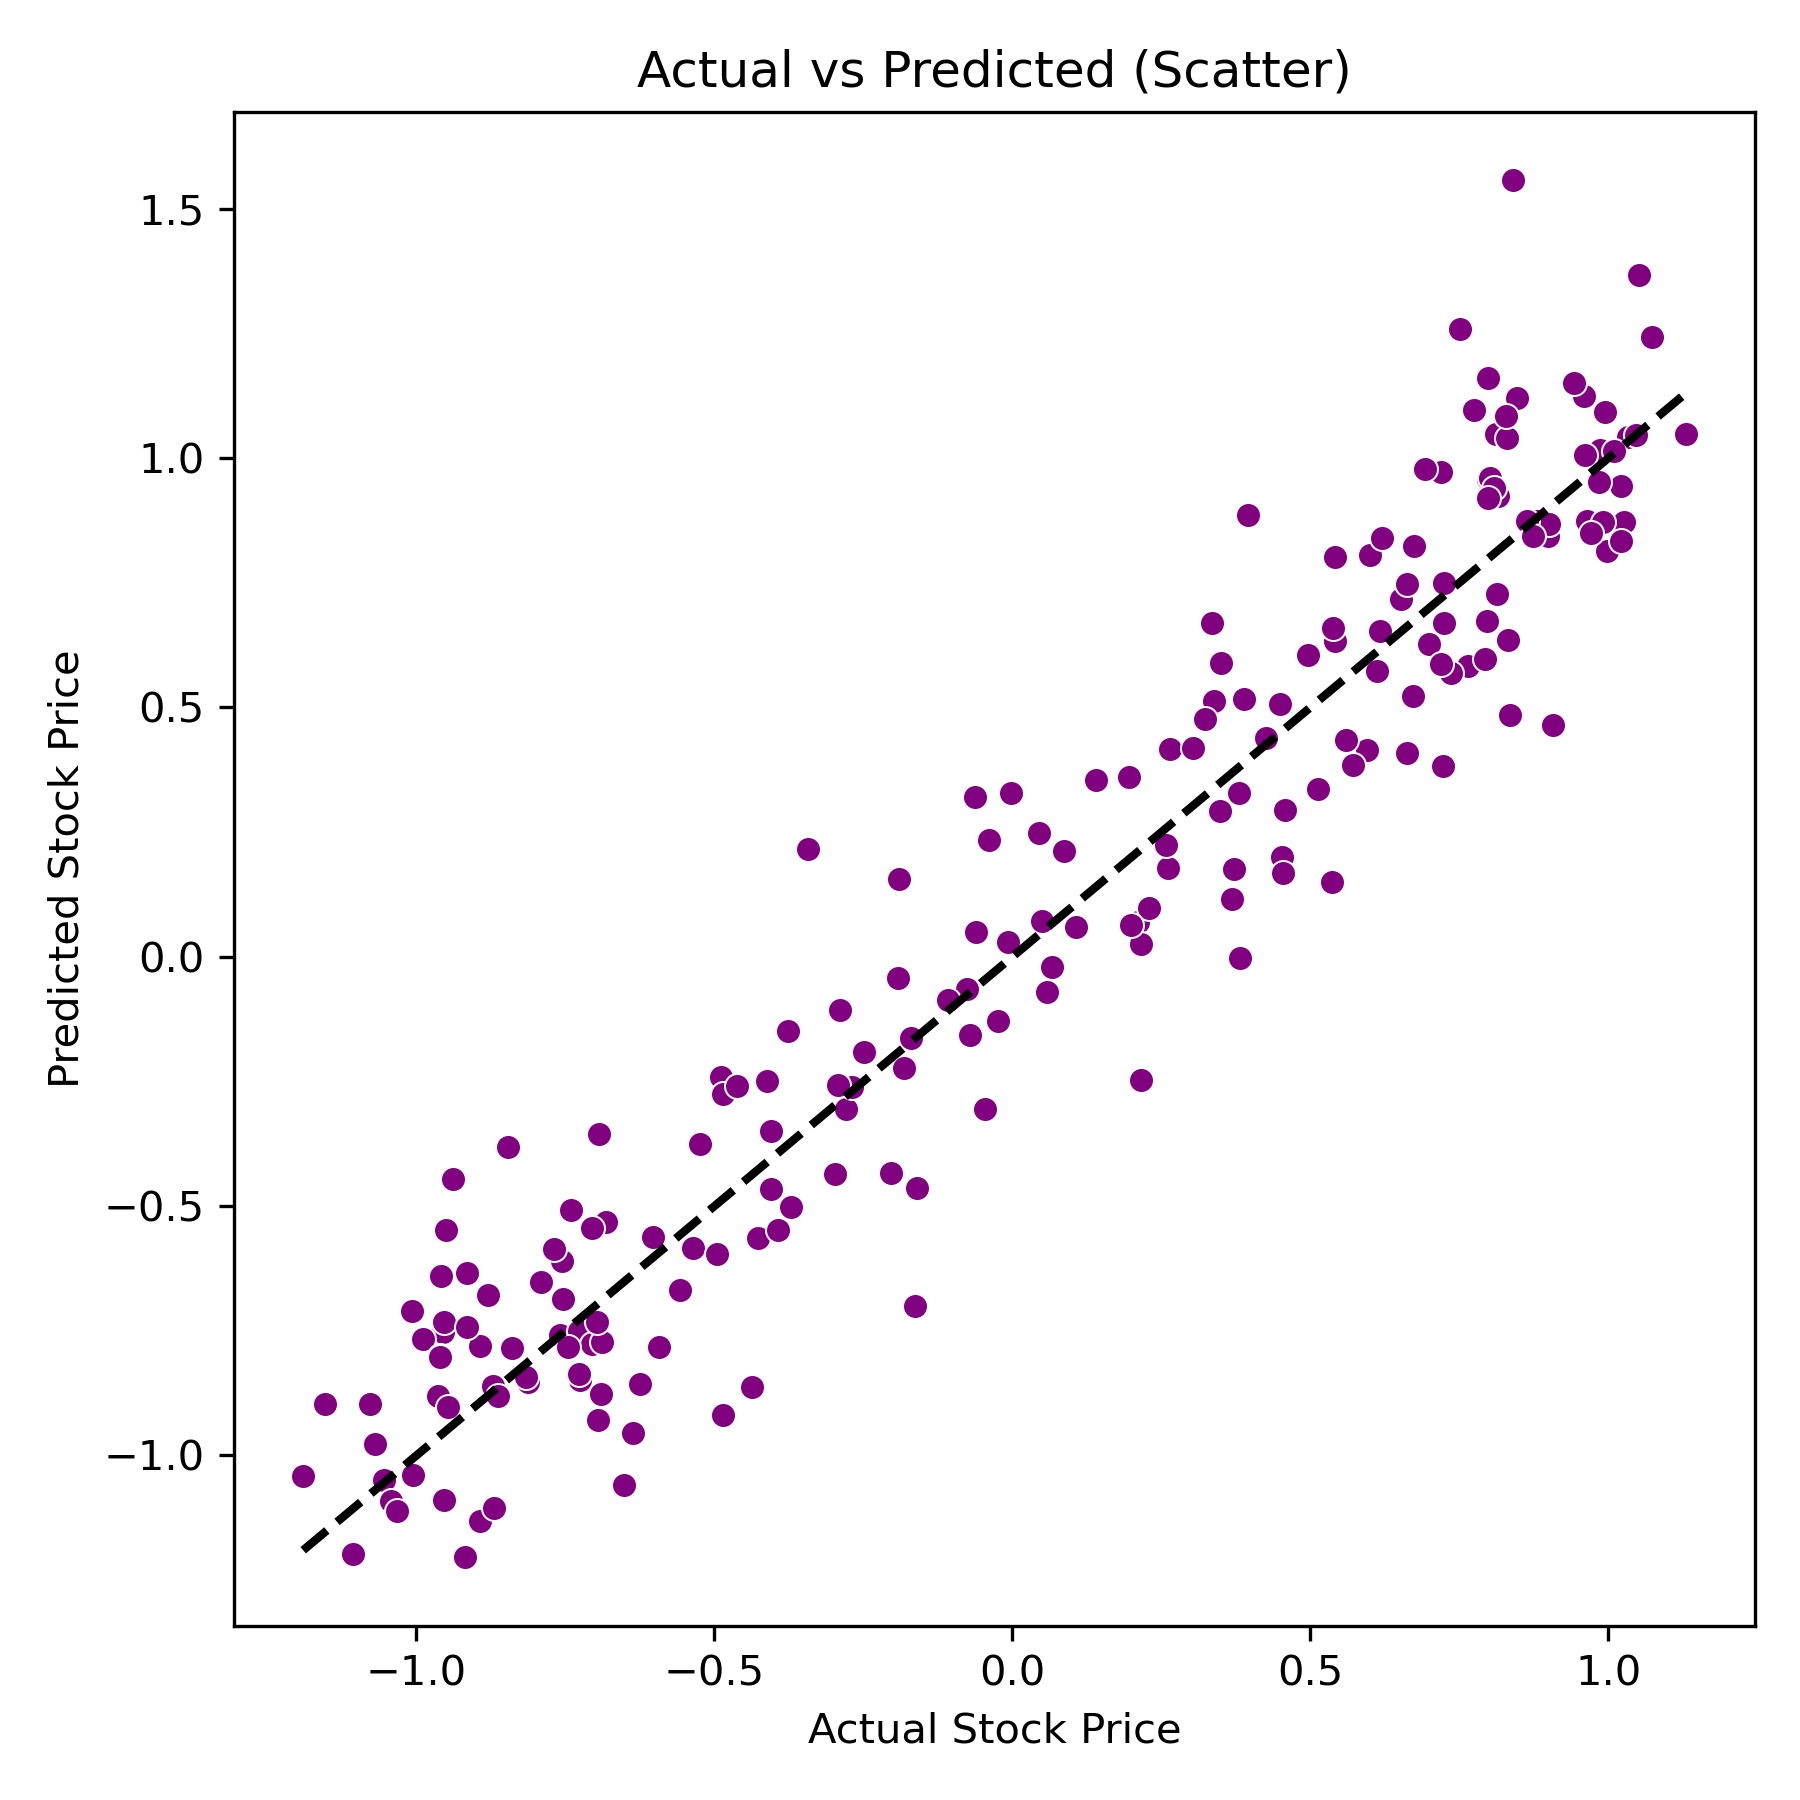 Actual vs Predicted (Scatter)
1.5
1.0
0.5
0.0
−0.5
−1.0
Predicted Stock Price
−1.0 −0.5 0.0 0.5 1.0
Actual Stock Price